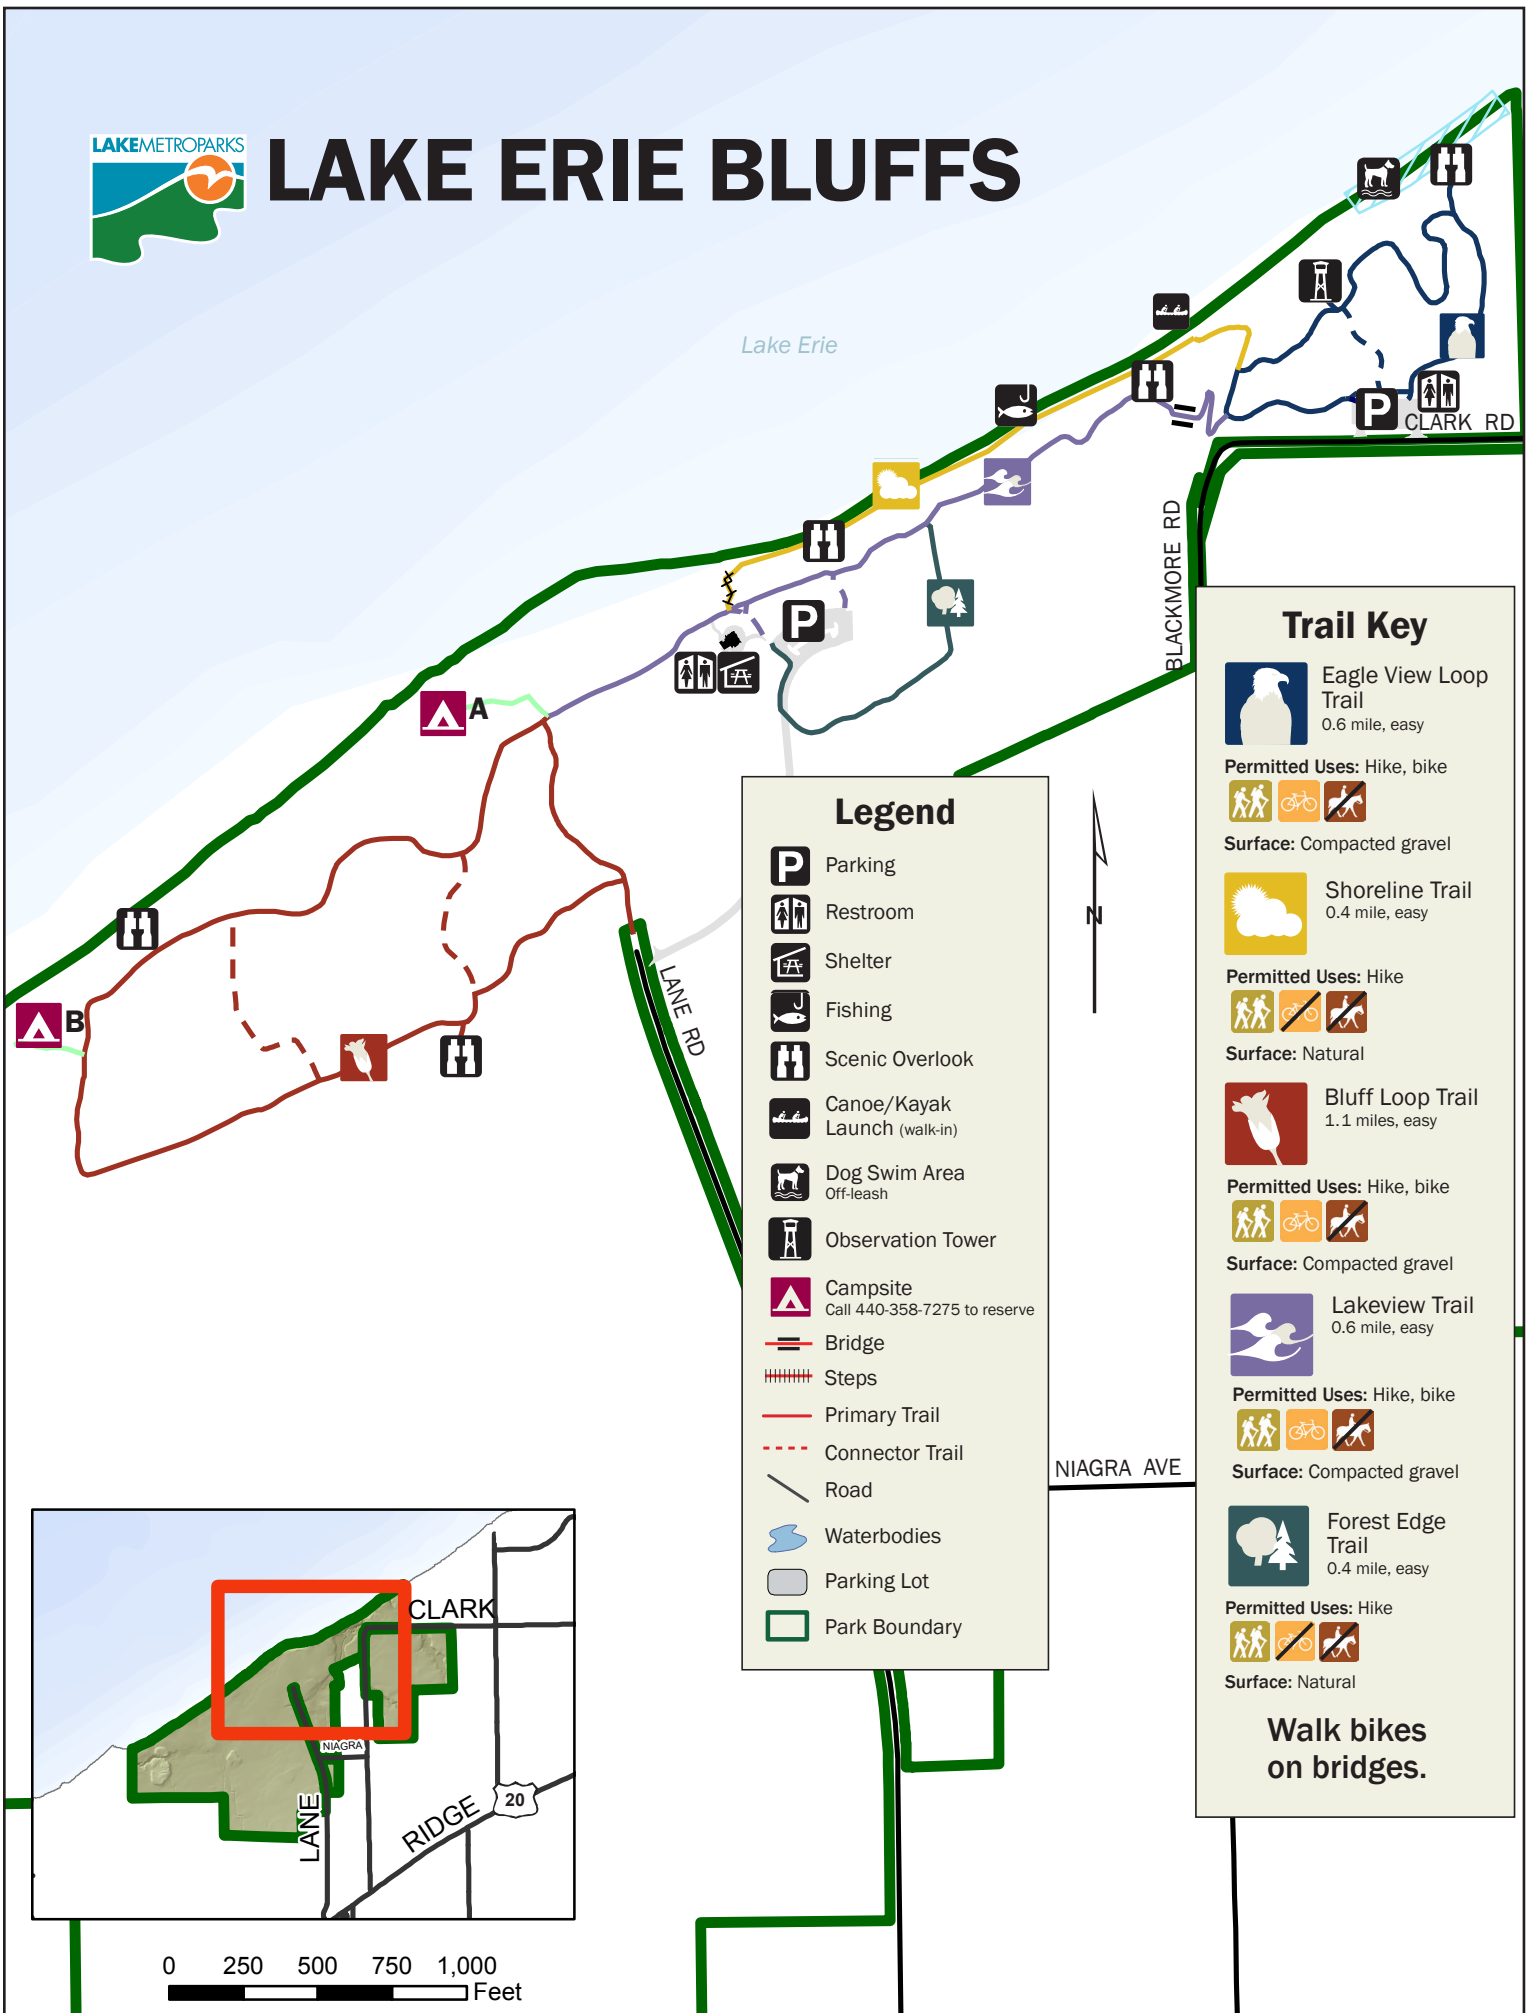 LAKEMETROPARKS
LAKE ERIE BLUFFS
Lake Erie
P
CLARK RD
BLACKMORE RD
P
A
B
LANE RD
N
NIAGRA AVE
Legend
P Parking
Restroom
Shelter
Fishing
Scenic Overlook
Canoe/Kayak
Launch (walk-in)
Dog Swim Area
Off-leash
Observation Tower
Campsite
Call 440-358-7275 to reserve
Bridge
Steps
Primary Trail
Connector Trail
Road
Waterbodies
Parking Lot
Park Boundary
Trail Key
Eagle View Loop
Trail
0.6 mile, easy
Permitted Uses: Hike, bike
Surface: Compacted gravel
Shoreline Trail
0.4 mile, easy
Permitted Uses: Hike
Surface: Natural
Bluff Loop Trail
1.1 miles, easy
Permitted Uses: Hike, bike
Surface: Compacted gravel
Lakeview Trail
0.6 mile, easy
Permitted Uses: Hike, bike
Surface: Compacted gravel
Forest Edge
Trail
0.4 mile, easy
Permitted Uses: Hike
Surface: Natural
Walk bikes
on bridges.
CLARK
NIAGRA
LANE
RIDGE
20
0 250 500 750 1,000
Feet